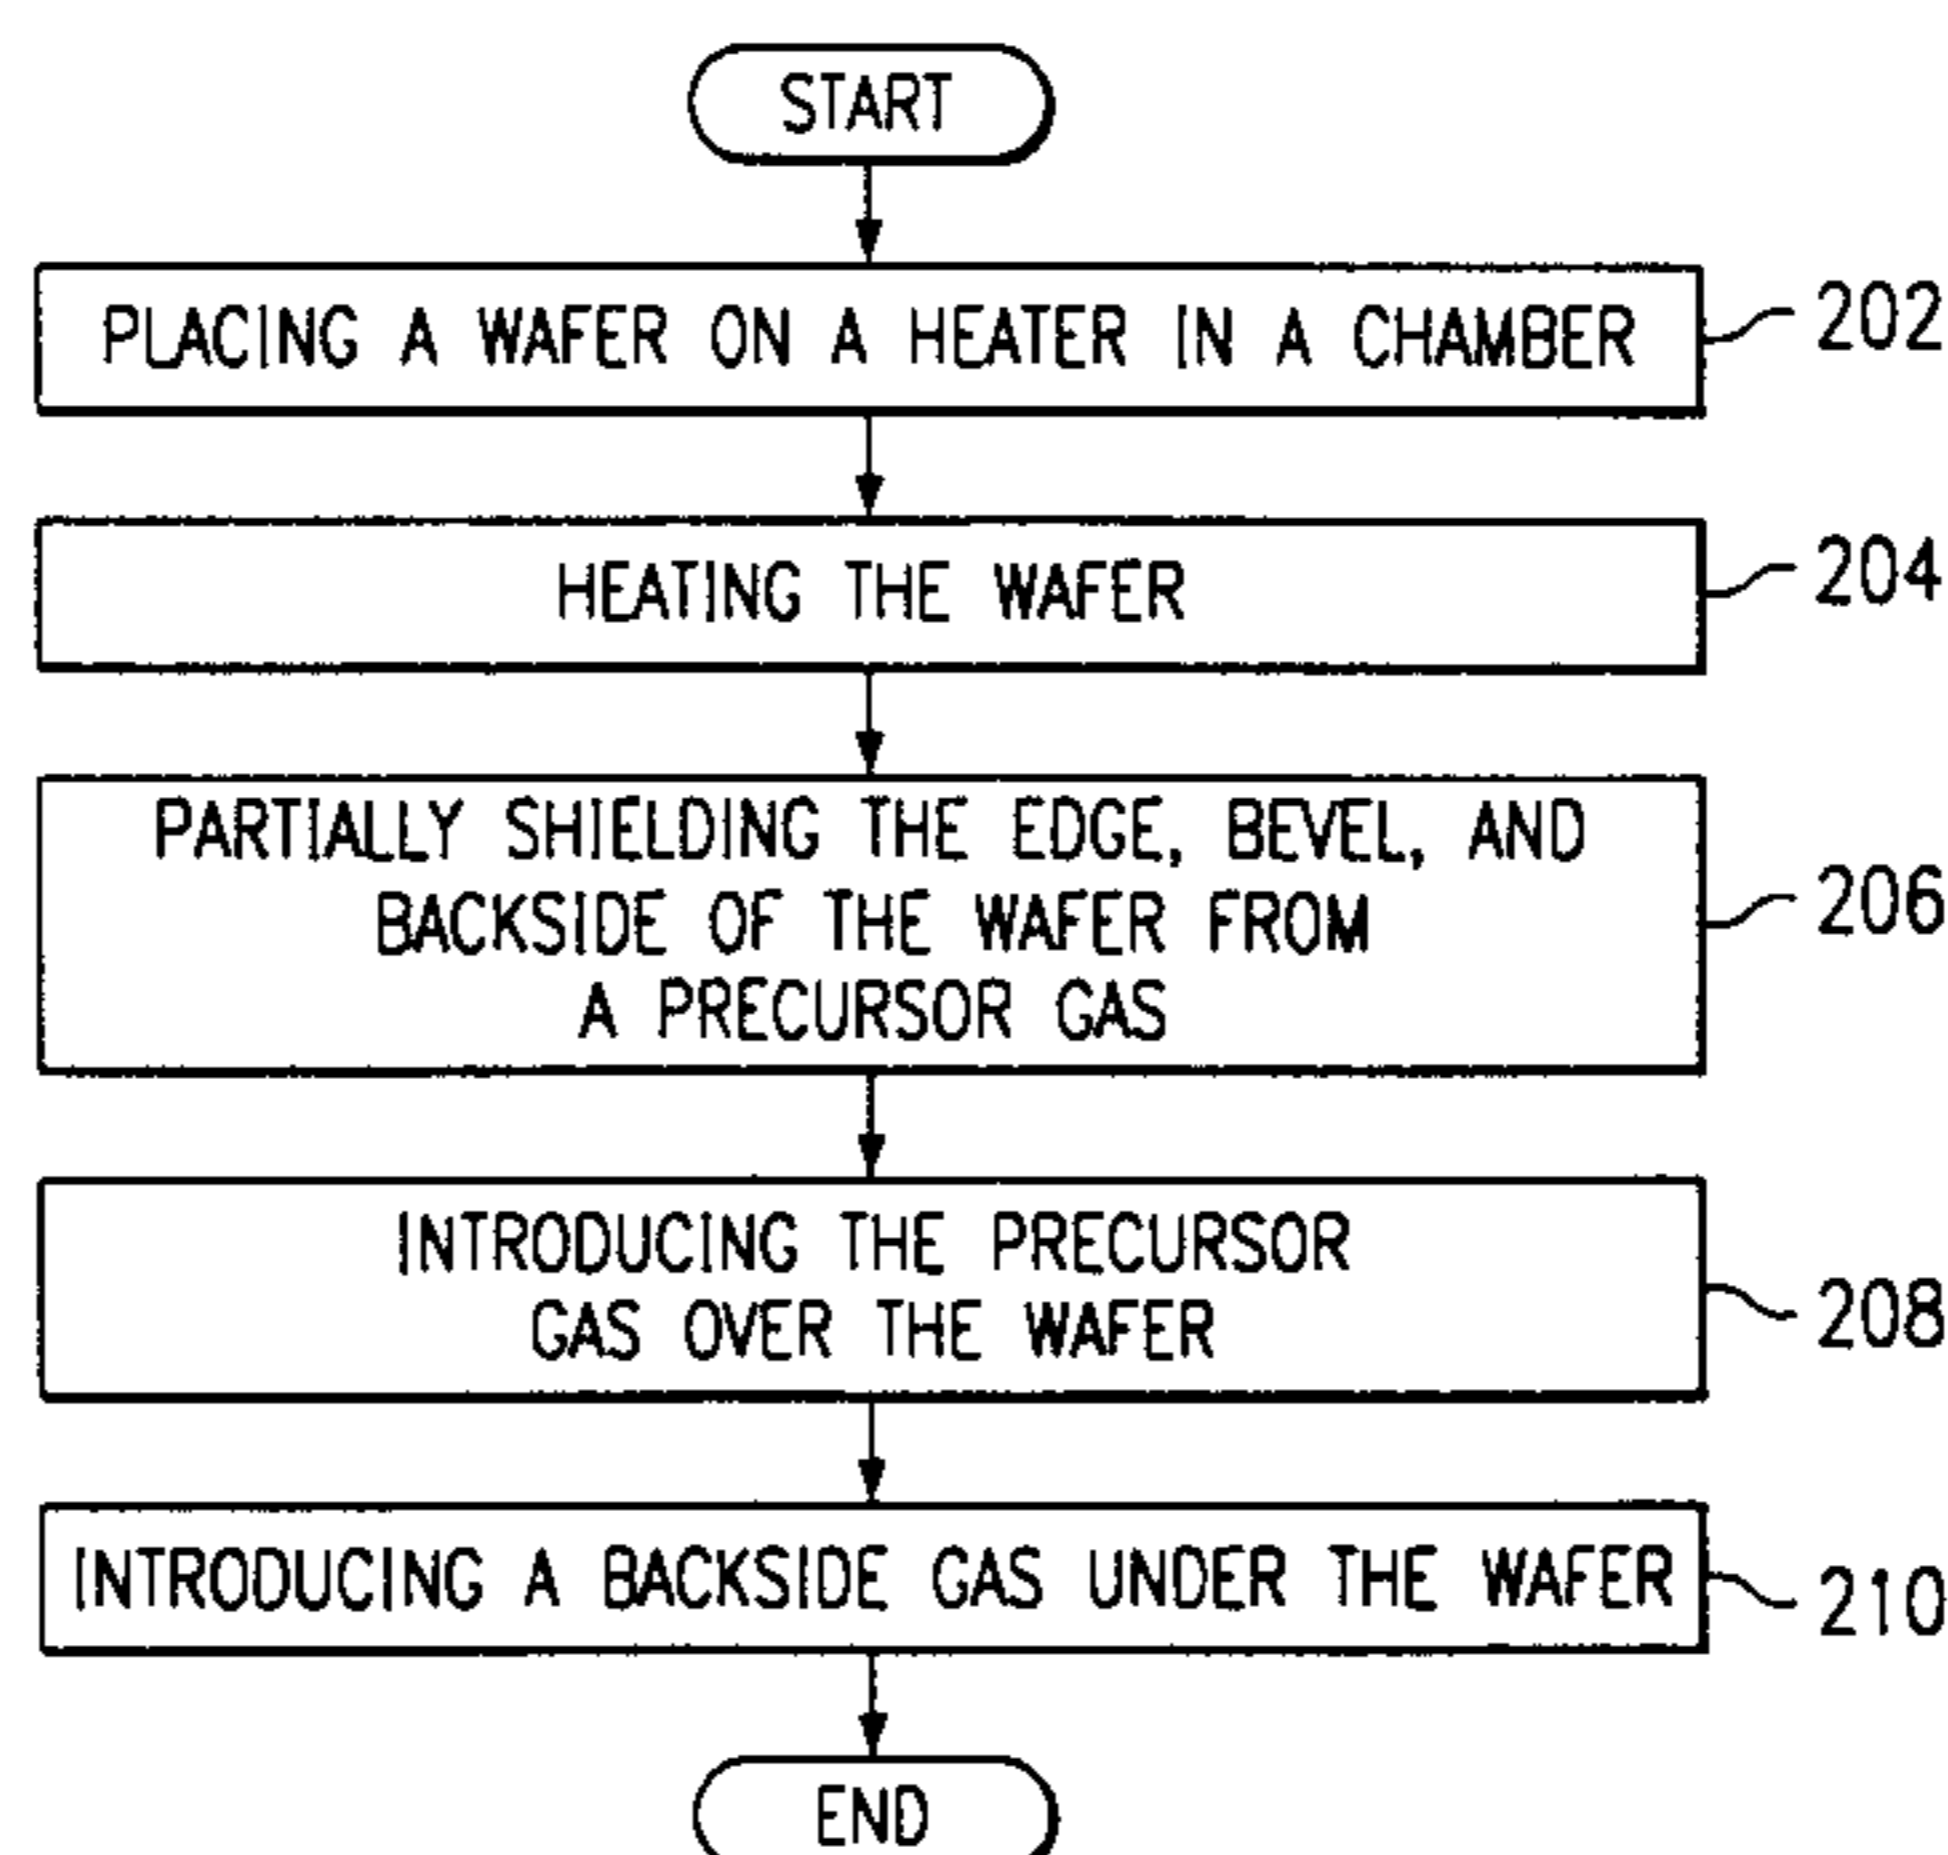 START
PLACING A WAFER ON A HEATER IN A CHAMBER
202
HEATING THE WAFER
204
PARTIALLY SHIELDING THE EDGE, BEVEL, AND
BACKSIDE OF THE WAFER FROM
A PRECURSOR GAS
206
INTRODUCING THE PRECURSOR
GAS OVER THE WAFER
208
INTRODUCING A BACKSIDE GAS UNDER THE WAFER
210
END